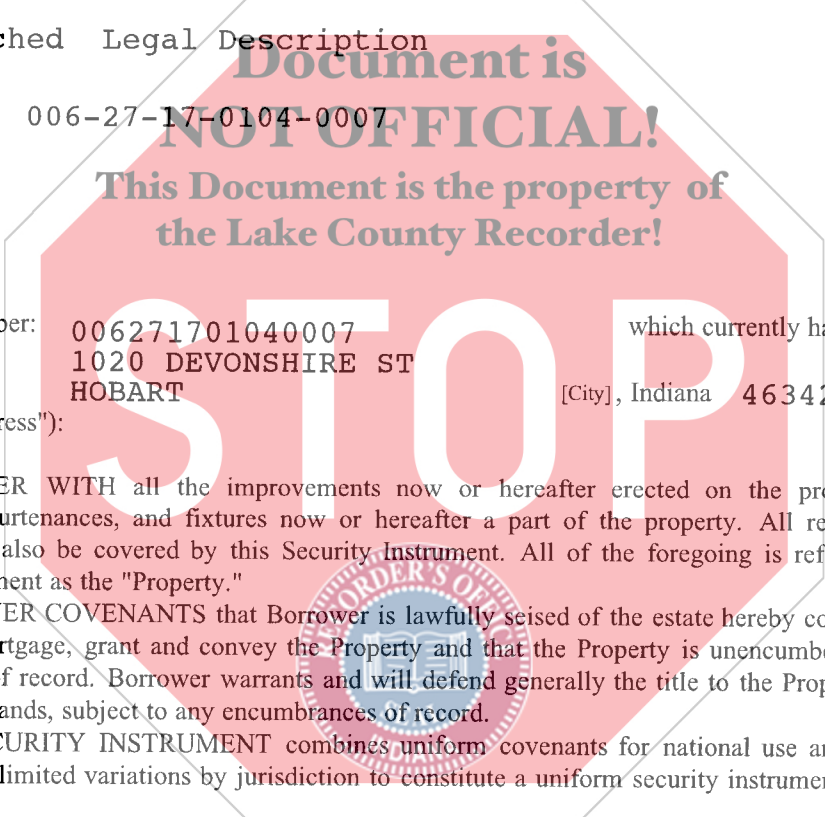 ched Legal Description
Document is
006-27-17-0104-0007
NOT OFFICIAL!
This Document is the property of
the Lake County Recorder!
STOP
ber: 006271701040007 which currently ha
1020 DEVONSHIRE ST
HOBART [City], Indiana 46342
ress"):
ER WITH all the improvements now or hereafter erected on the pro
urtenances, and fixtures now or hereafter a part of the property. All re
also be covered by this Security Instrument. All of the foregoing is ref
ment as the "Property."
ER COVENANTS that Borrower is lawfully seised of the estate hereby co
rtgage, grant and convey the Property and that the Property is unencumbe
f record. Borrower warrants and will defend generally the title to the Prop
ands, subject to any encumbrances of record.
CURITY INSTRUMENT combines uniform covenants for national use an
limited variations by jurisdiction to constitute a uniform security instrumen
RECORDER'S OFFIC
INDIANA